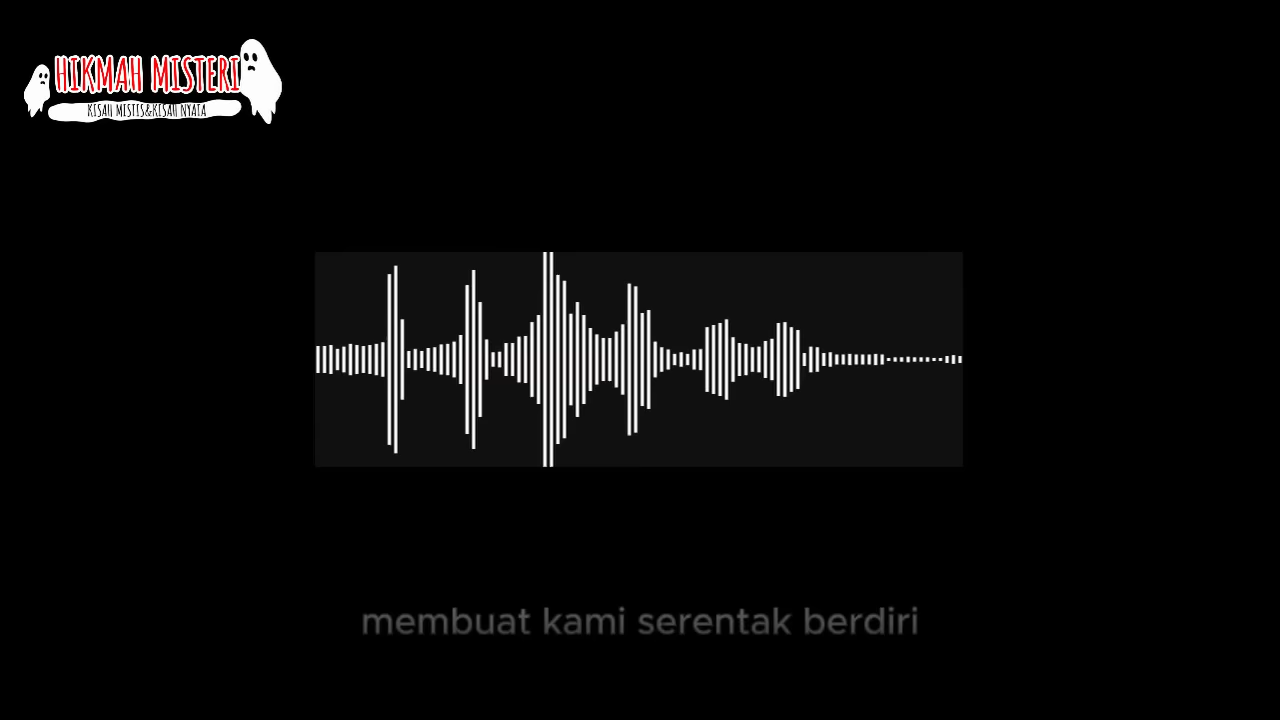 HIKMAH MISTERI
KISAH MISTIS&KISAH NYATA
membuat kami serentak berdiri